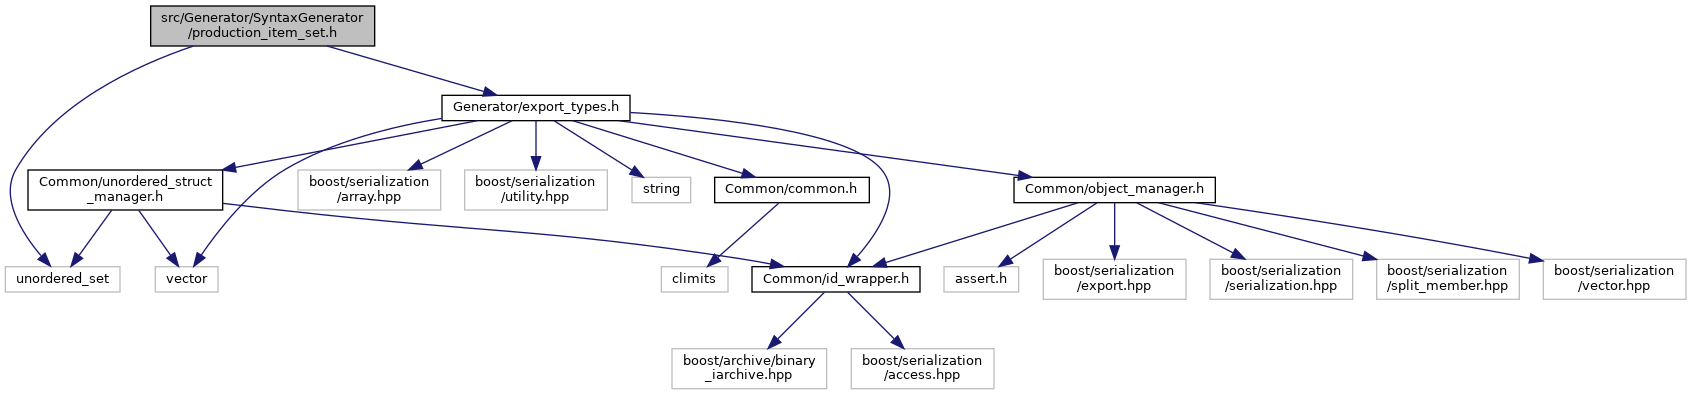 src/Generator/SyntaxGenerator
/production_item_set.h
Generator/export_types.h
Common/unordered_struct
_manager.h
boost/serialization
/array.hpp
boost/serialization
/utility.hpp
string
Common/common.h
Common/object_manager.h
unordered_set
vector
climits
Common/id_wrapper.h
assert.h
boost/serialization
/export.hpp
boost/serialization
/serialization.hpp
boost/serialization
/split_member.hpp
boost/serialization
/vector.hpp
boost/archive/binary
_iarchive.hpp
boost/serialization
/access.hpp